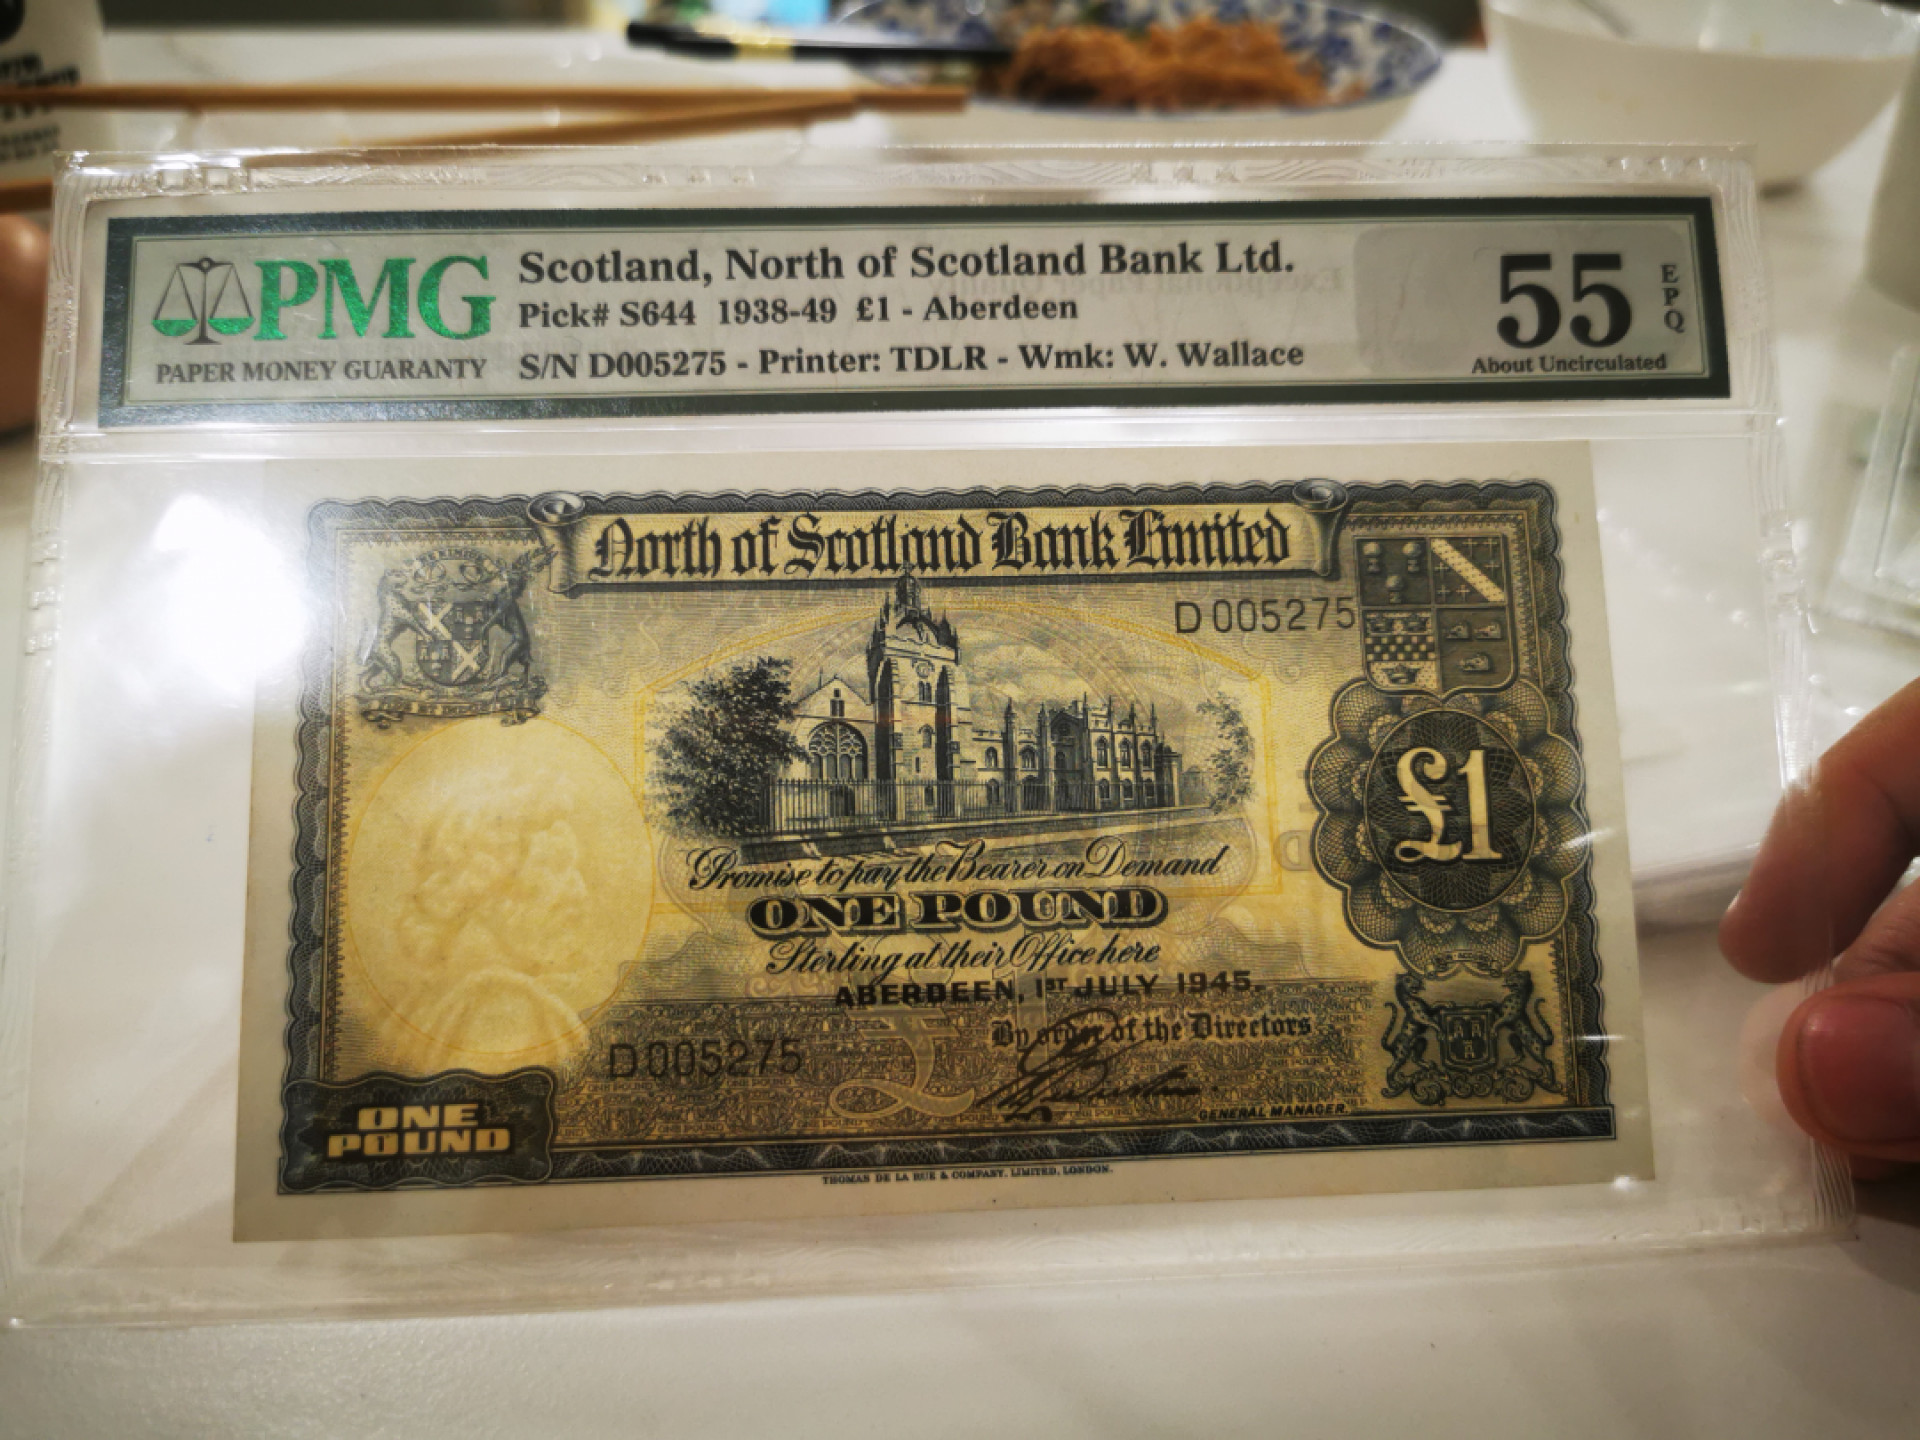 PMG
PAPER MONEY GUARANTY
Scotland, North of Scotland Bank Ltd.
Pick# S644 1938-49 £1 - Aberdeen
S/N D005275 - Printer: TDLR - Wmk: W. Wallace
55
EPQ
About Uncirculated
North of Scotland Bank Limited
D 005275
£1
Promise to pay the Bearer on Demand
ONE POUND
Sterling at their Office here
ABERDEEN, 1ST JULY 1945.
By order of the Directors
D 005275
GENERAL MANAGER.
ONE
POUND
THOMAS DE LA RUE & COMPANY, LIMITED, LONDON.